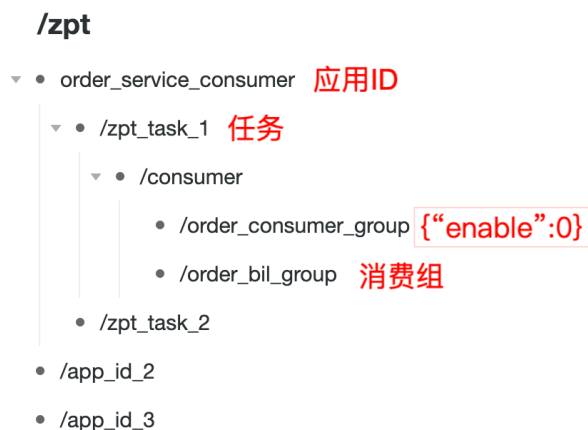 /zpt
order_service_consumer 应用ID
/zpt_task_1 任务
/consumer
/order_consumer_group {“enable”:0}
/order_bil_group 消费组
/zpt_task_2
/app_id_2
/app_id_3